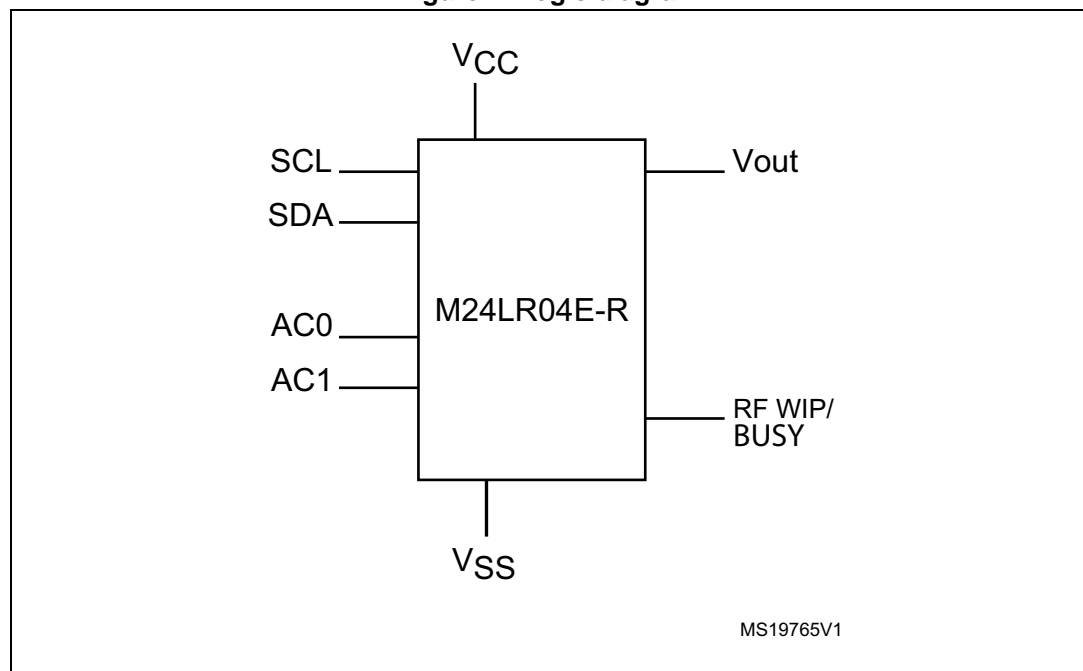 VCC
SCL
Vout
SDA
M24LR04E-R
AC0
AC1
RF WIP/
BUSY
VSS
MS19765V1